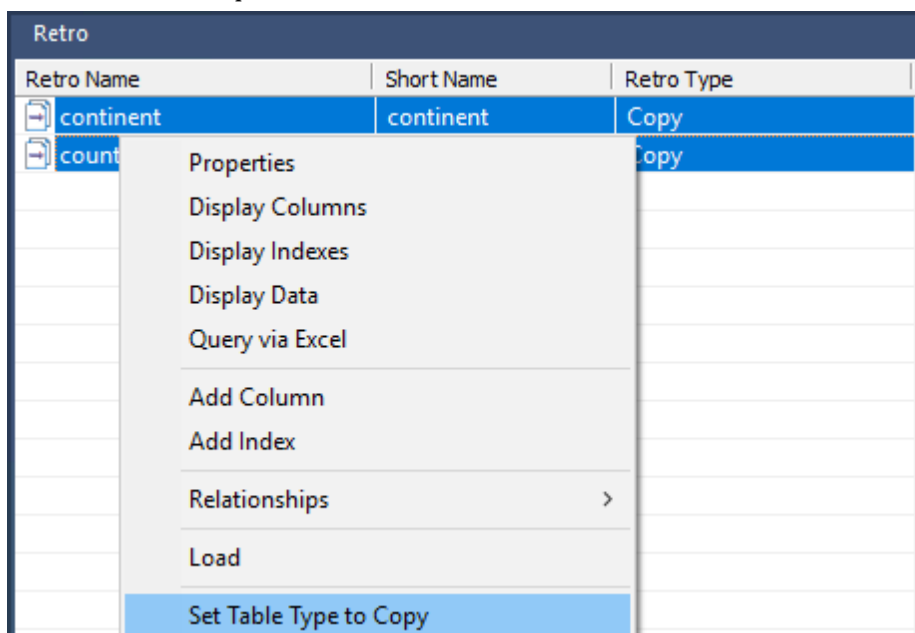 Retro
Retro Name Short Name Retro Type
continent continent Copy
count Copy
Properties
Display Columns
Display Indexes
Display Data
Query via Excel
Add Column
Add Index
Relationships >
Load
Set Table Type to Copy